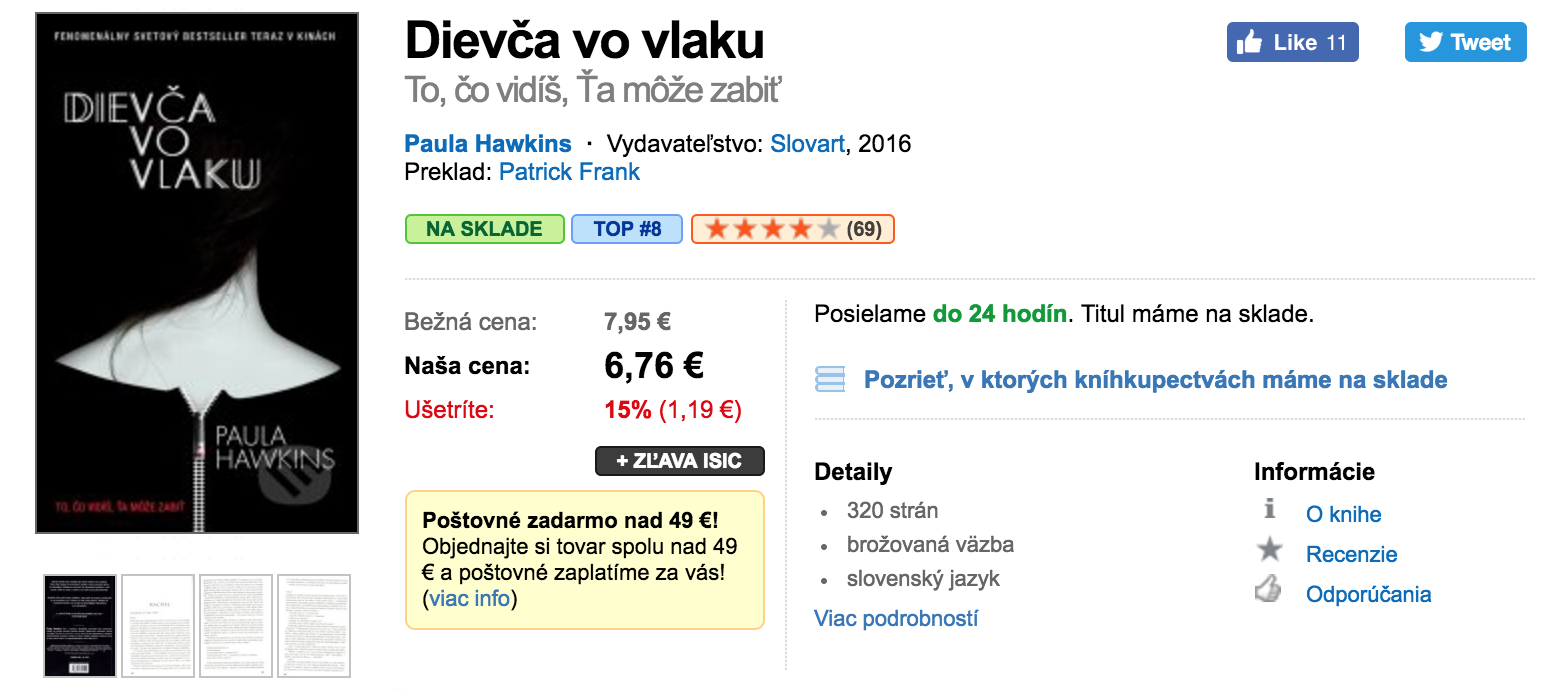 FENOMENÁLNY SVETOVÝ BESTSELLER TERAZ V KINÁCH
DIEVČA
VO
VLAKU
PAULA
HAWKINS
TO, ČO VIDÍŠ, ŤA MÔŽE ZABIŤ
RACHEL
Dievča vo vlaku
To, čo vidíš, Ťa môže zabiť
Paula Hawkins · Vydavateľstvo: Slovart, 2016
Preklad: Patrick Frank
NA SKLADE TOP #8 (69)
Like 11 Tweet
Bežná cena: 7,95 €
Naša cena: 6,76 €
Ušetríte: 15% (1,19 €)
+ ZĽAVA ISIC
Poštovné zadarmo nad 49 €!
Objednajte si tovar spolu nad 49
€ a poštovné zaplatíme za vás!
(viac info)
Posielame do 24 hodín. Titul máme na sklade.
Pozrieť, v ktorých kníhkupectvách máme na sklade
Detaily
• 320 strán
• brožovaná väzba
• slovenský jazyk
Viac podrobností
Informácie
O knihe
Recenzie
Odporúčania